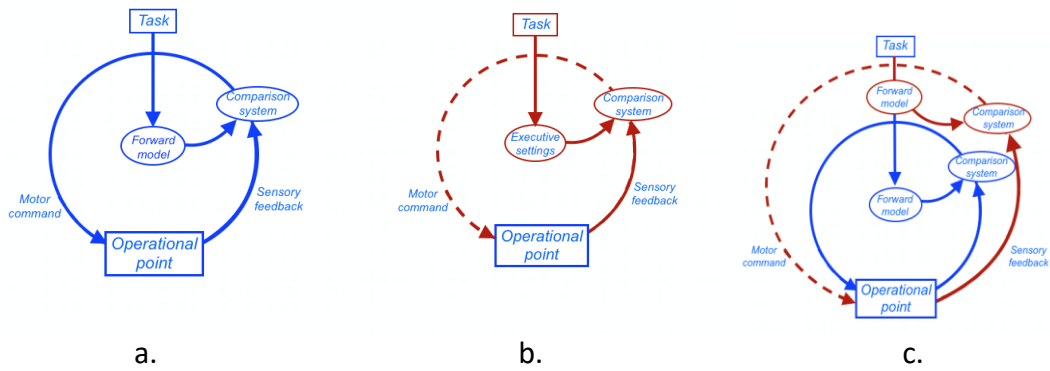 Task
Comparison
system
Forward
model
Motor
command
Sensory
feedback
Operational
point
a.
Task
Comparison
system
Executive
settings
Motor
command
Sensory
feedback
Operational
point
b.
Task
Forward
model
Comparison
system
Comparison
system
Forward
model
Motor
command
Sensory
feedback
Operational
point
c.